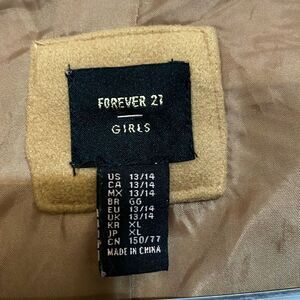 FOREVER 21
GIRLS
US 13/14
CA 13/14
MX 13/14
BR GG
EU 13/14
UK 13/14
KR XL
JP XL
CN 150/77
MADE IN CHINA